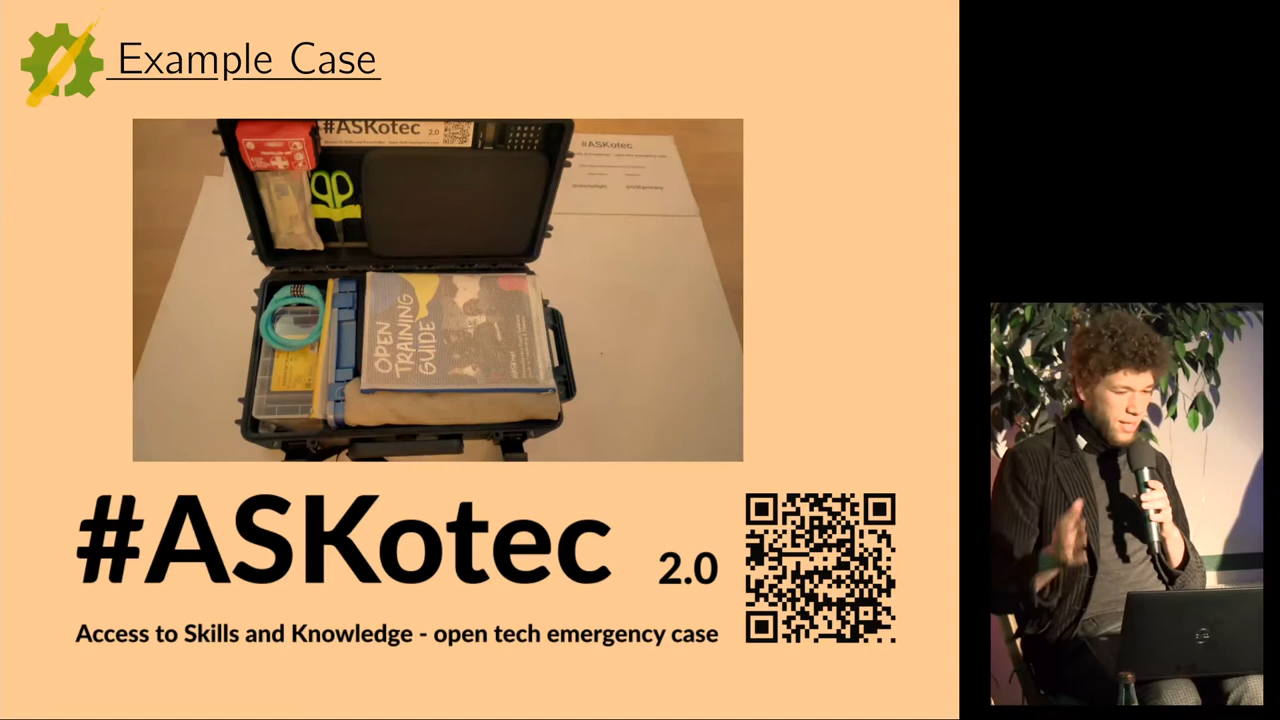 Example Case
#ASKotec 2.0
#ASKotec
OPEN
TRAINING
GUIDE
#ASKotec 2.0
Access to Skills and Knowledge - open tech emergency case
DELL